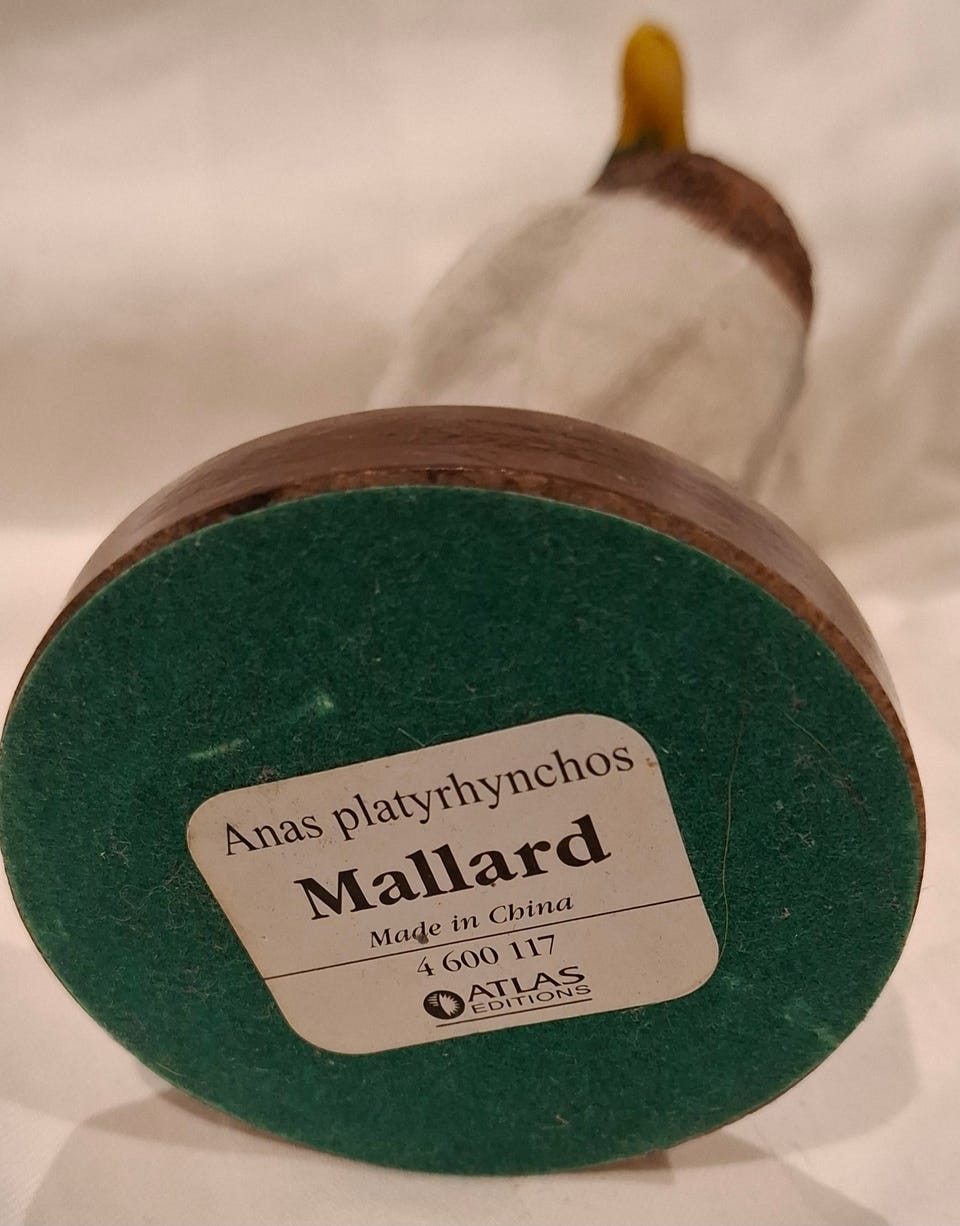 Anas platyrhynchos
Mallard
Made in China
4 600 117
ATLAS
EDITIONS